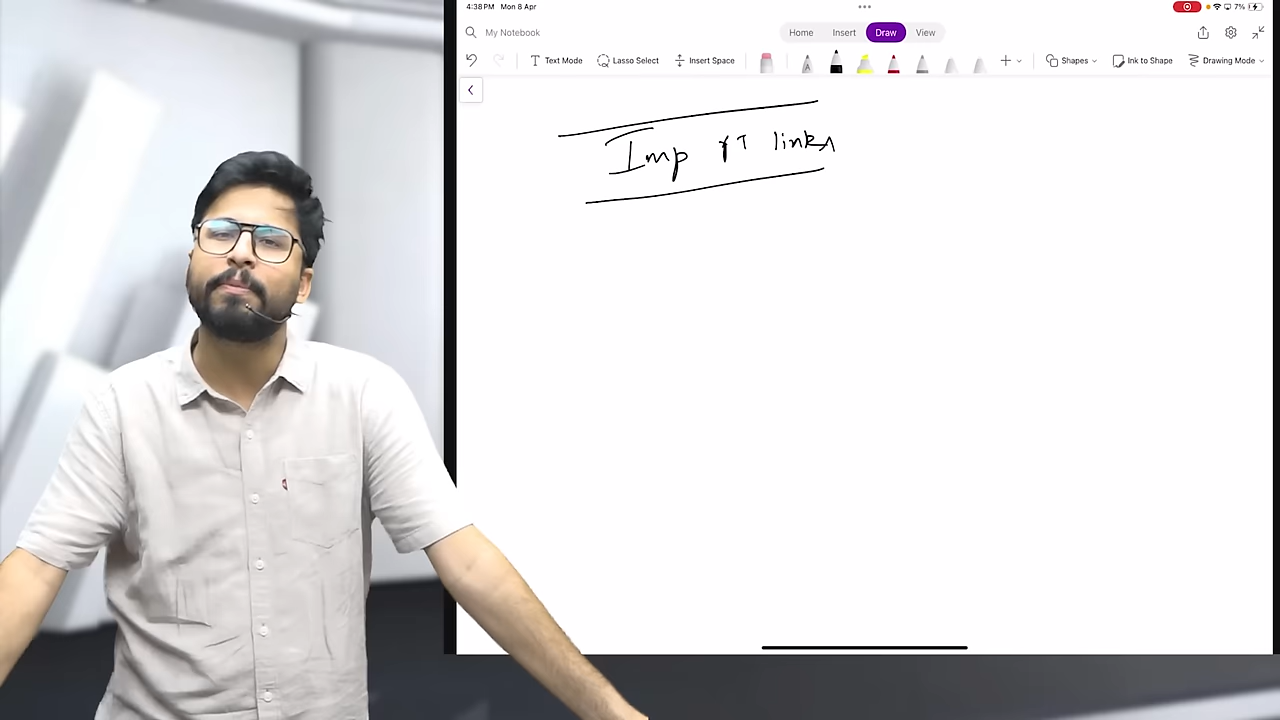 4:38 PM Mon 8 Apr
7%
My Notebook
Home Insert Draw View
Text Mode Lasso Select Insert Space Shapes Ink to Shape Drawing Mode
Imp links